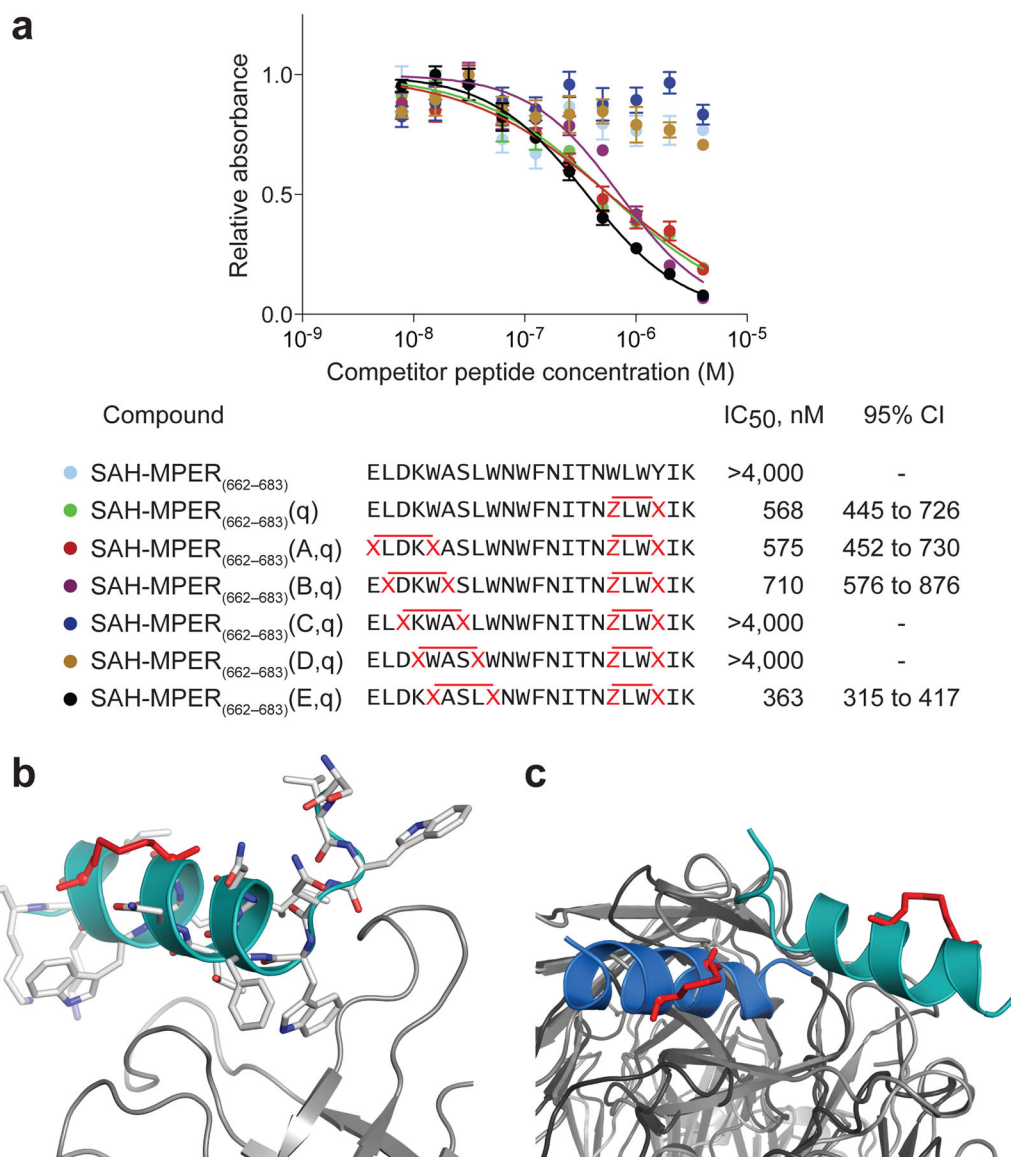 a
Relative absorbance
1.0
0.5
0.0
10-9
10-8
10-7
10-6
10-5
Competitor peptide concentration (M)
Compound IC50, nM 95% CI
SAH-MPER(662–683) ELDKWASLWNWFNITNWLWYIK >4,000 -
SAH-MPER(662–683)(q) ELDKWASLWNWFNITNZLWXIK 568 445 to 726
SAH-MPER(662–683)(A,q) XLDKXASLWNWFNITNZLWXIK 575 452 to 730
SAH-MPER(662–683)(B,q) EXDKWXSLWNWFNITNZLWXIK 710 576 to 876
SAH-MPER(662–683)(C,q) ELXKWAXLWNWFNITNZLWXIK >4,000 -
SAH-MPER(662–683)(D,q) ELDXWASXWNWFNITNZLWXIK >4,000 -
SAH-MPER(662–683)(E,q) ELDKXASLXNWFNITNZLWXIK 363 315 to 417
b
c